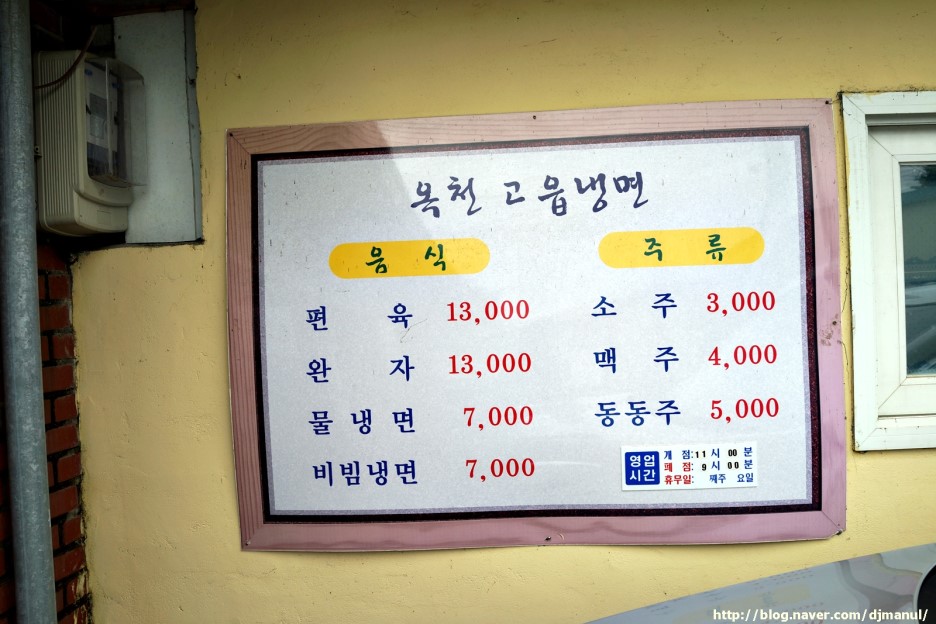 옥천 고읍냉면
음 식
편 육 13,000
완 자 13,000
물 냉 면 7,000
비빔냉면 7,000
주 류
소 주 3,000
맥 주 4,000
동동주 5,000
영업시간
개 점: 11 시 00 분
폐 점: 9 시 00 분
휴무일: 째주 요일
http://blog.naver.com/djmanul/